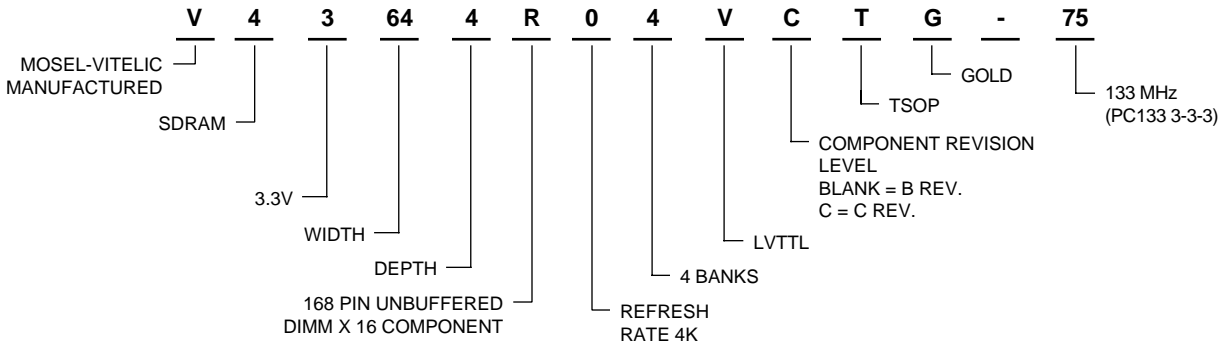 V 4 3 64 4 R 0 4 V C T G - 75
MOSEL-VITELIC
MANUFACTURED
SDRAM
3.3V
WIDTH
DEPTH
168 PIN UNBUFFERED
DIMM X 16 COMPONENT
REFRESH
RATE 4K
4 BANKS
LVTTL
COMPONENT REVISION
LEVEL
BLANK = B REV.
C = C REV.
TSOP
GOLD
133 MHz
(PC133 3-3-3)